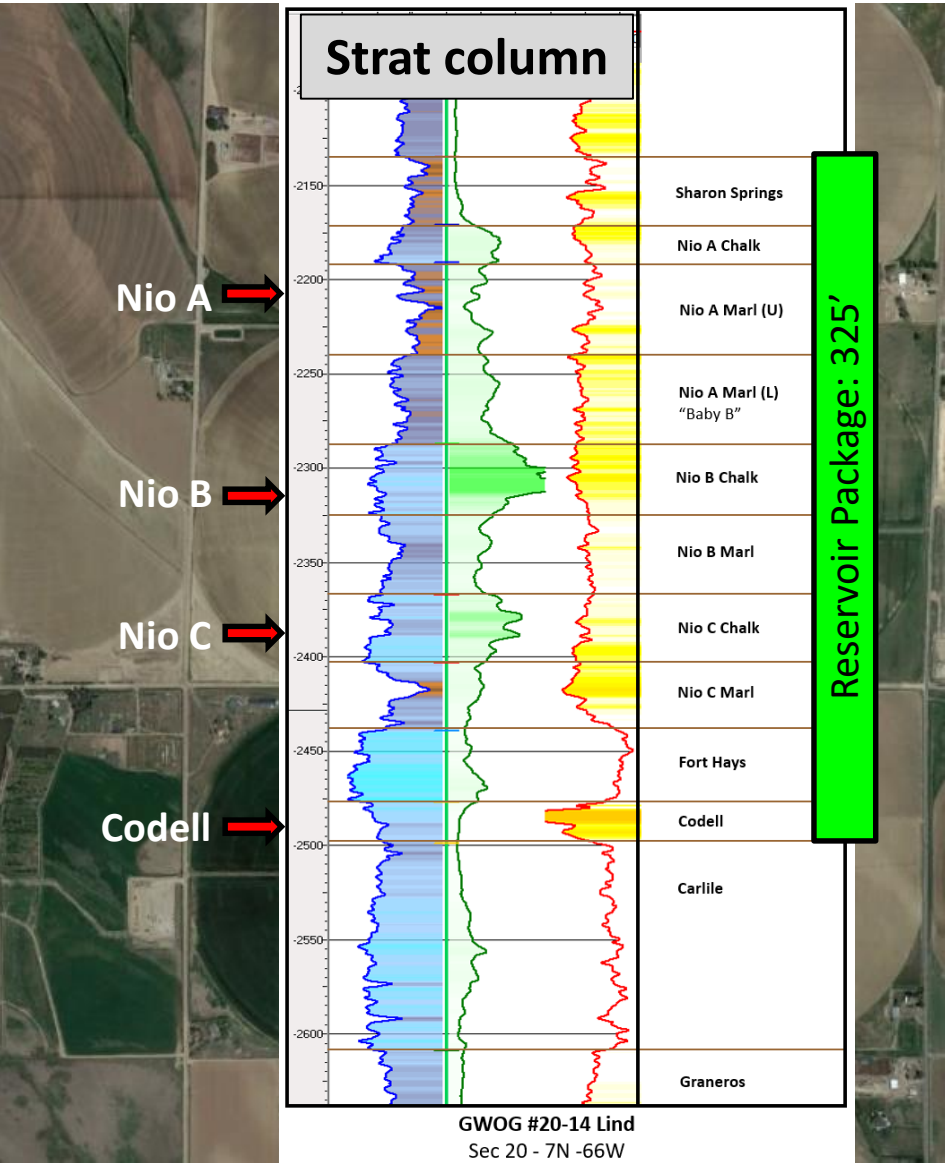 Strat column
-2150
-2200
-2250
-2300
-2350
-2400
-2450
-2500
-2550
-2600
Sharon Springs
Nio A Chalk
Nio A Marl (U)
Nio A Marl (L)
“Baby B”
Nio B Chalk
Nio B Marl
Nio C Chalk
Nio C Marl
Fort Hays
Codell
Carlile
Graneros
Nio A
Nio B
Nio C
Codell
Reservoir Package: 325’
GWOG #20-14 Lind
Sec 20 - 7N -66W